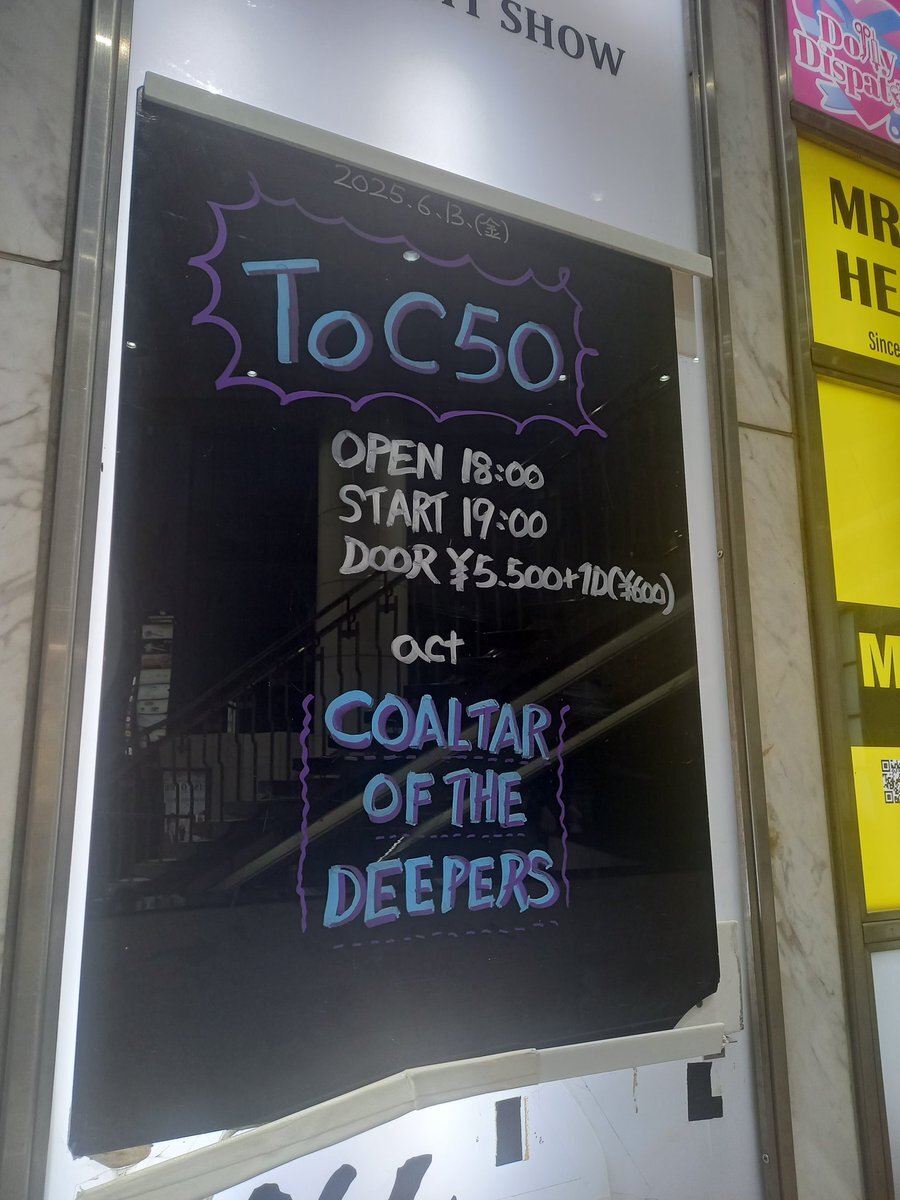 SHOW
2025.6.13.(金)
ToC50
OPEN 18:00
START 19:00
DOOR ¥5.500+1D(¥600)
act
COALTAR
OF THE
DEEPERS
Dolly
MR
HE
Since
M